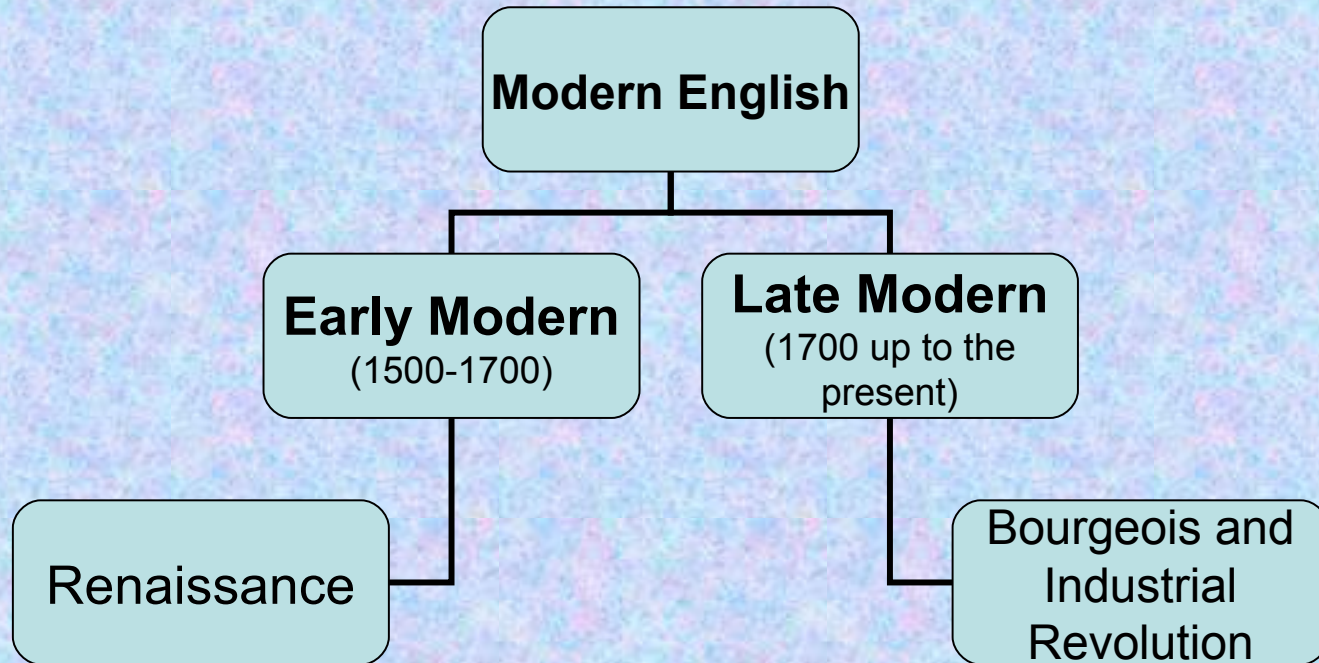 Modern English
Early Modern
(1500-1700)
Late Modern
(1700 up to the
present)
Renaissance
Bourgeois and
Industrial
Revolution